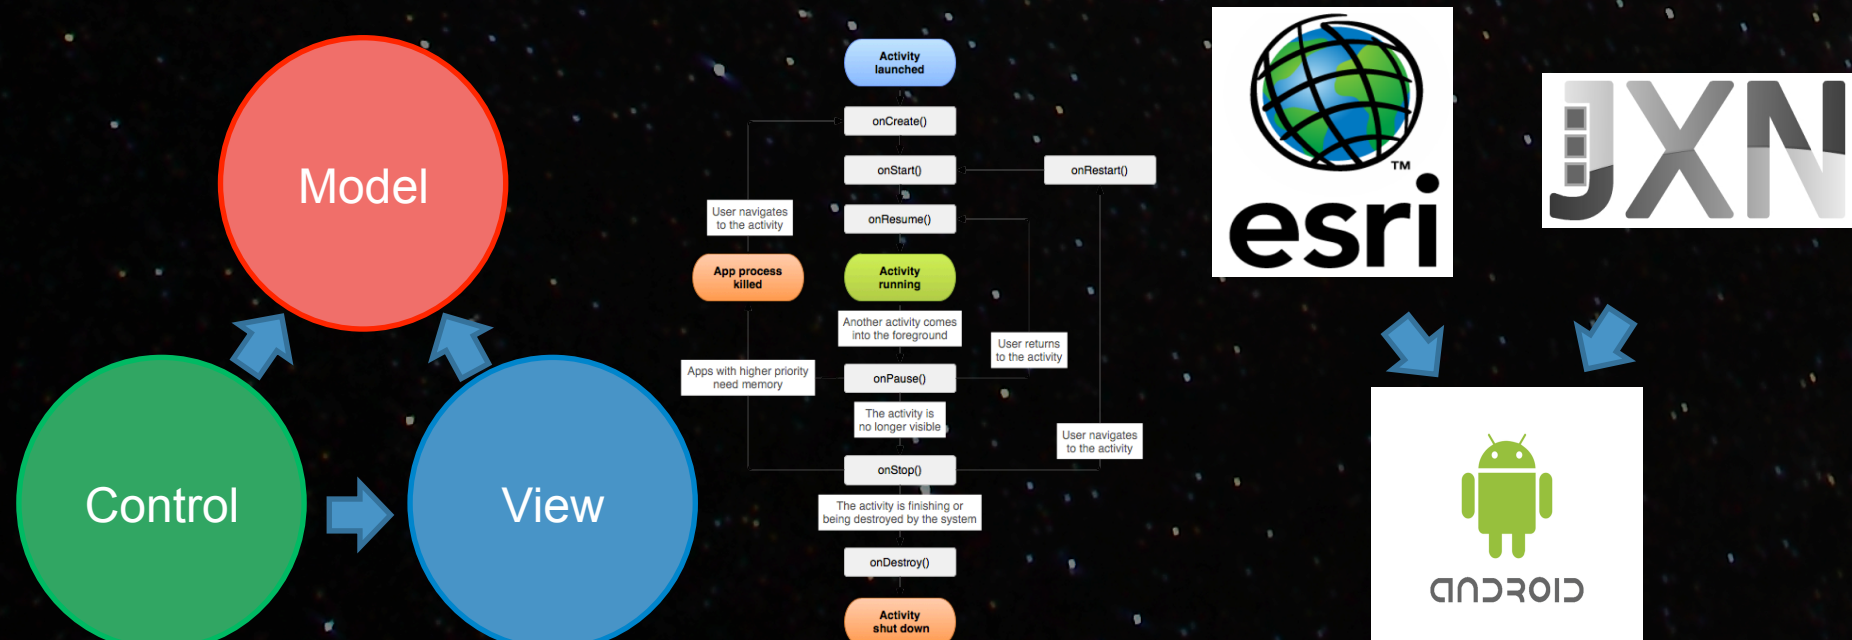 Model
Control
View
Activity
launched
onCreate()
onStart()
onRestart()
onResume()
User navigates
to the activity
App process
killed
Activity
running
Another activity comes
into the foreground
User returns
to the activity
Apps with higher priority
need memory
onPause()
The activity is
no longer visible
User navigates
to the activity
onStop()
The activity is finishing or
being destroyed by the system
onDestroy()
Activity
shut down
TM
esri
JXN
ANDROID